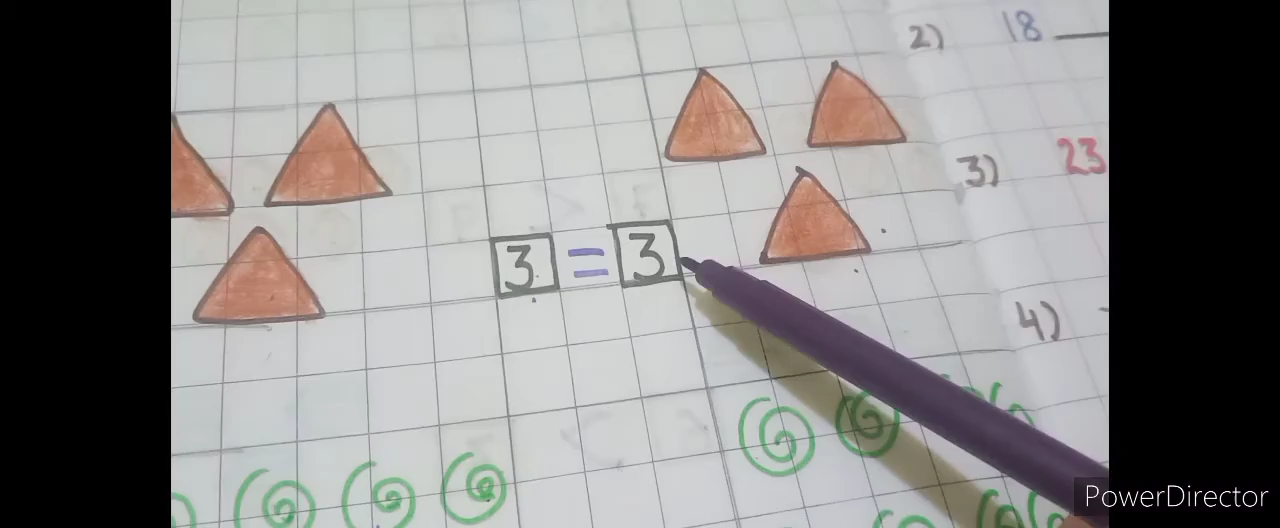 2) 18
3) 23
3 = 3
4)
PowerDirector